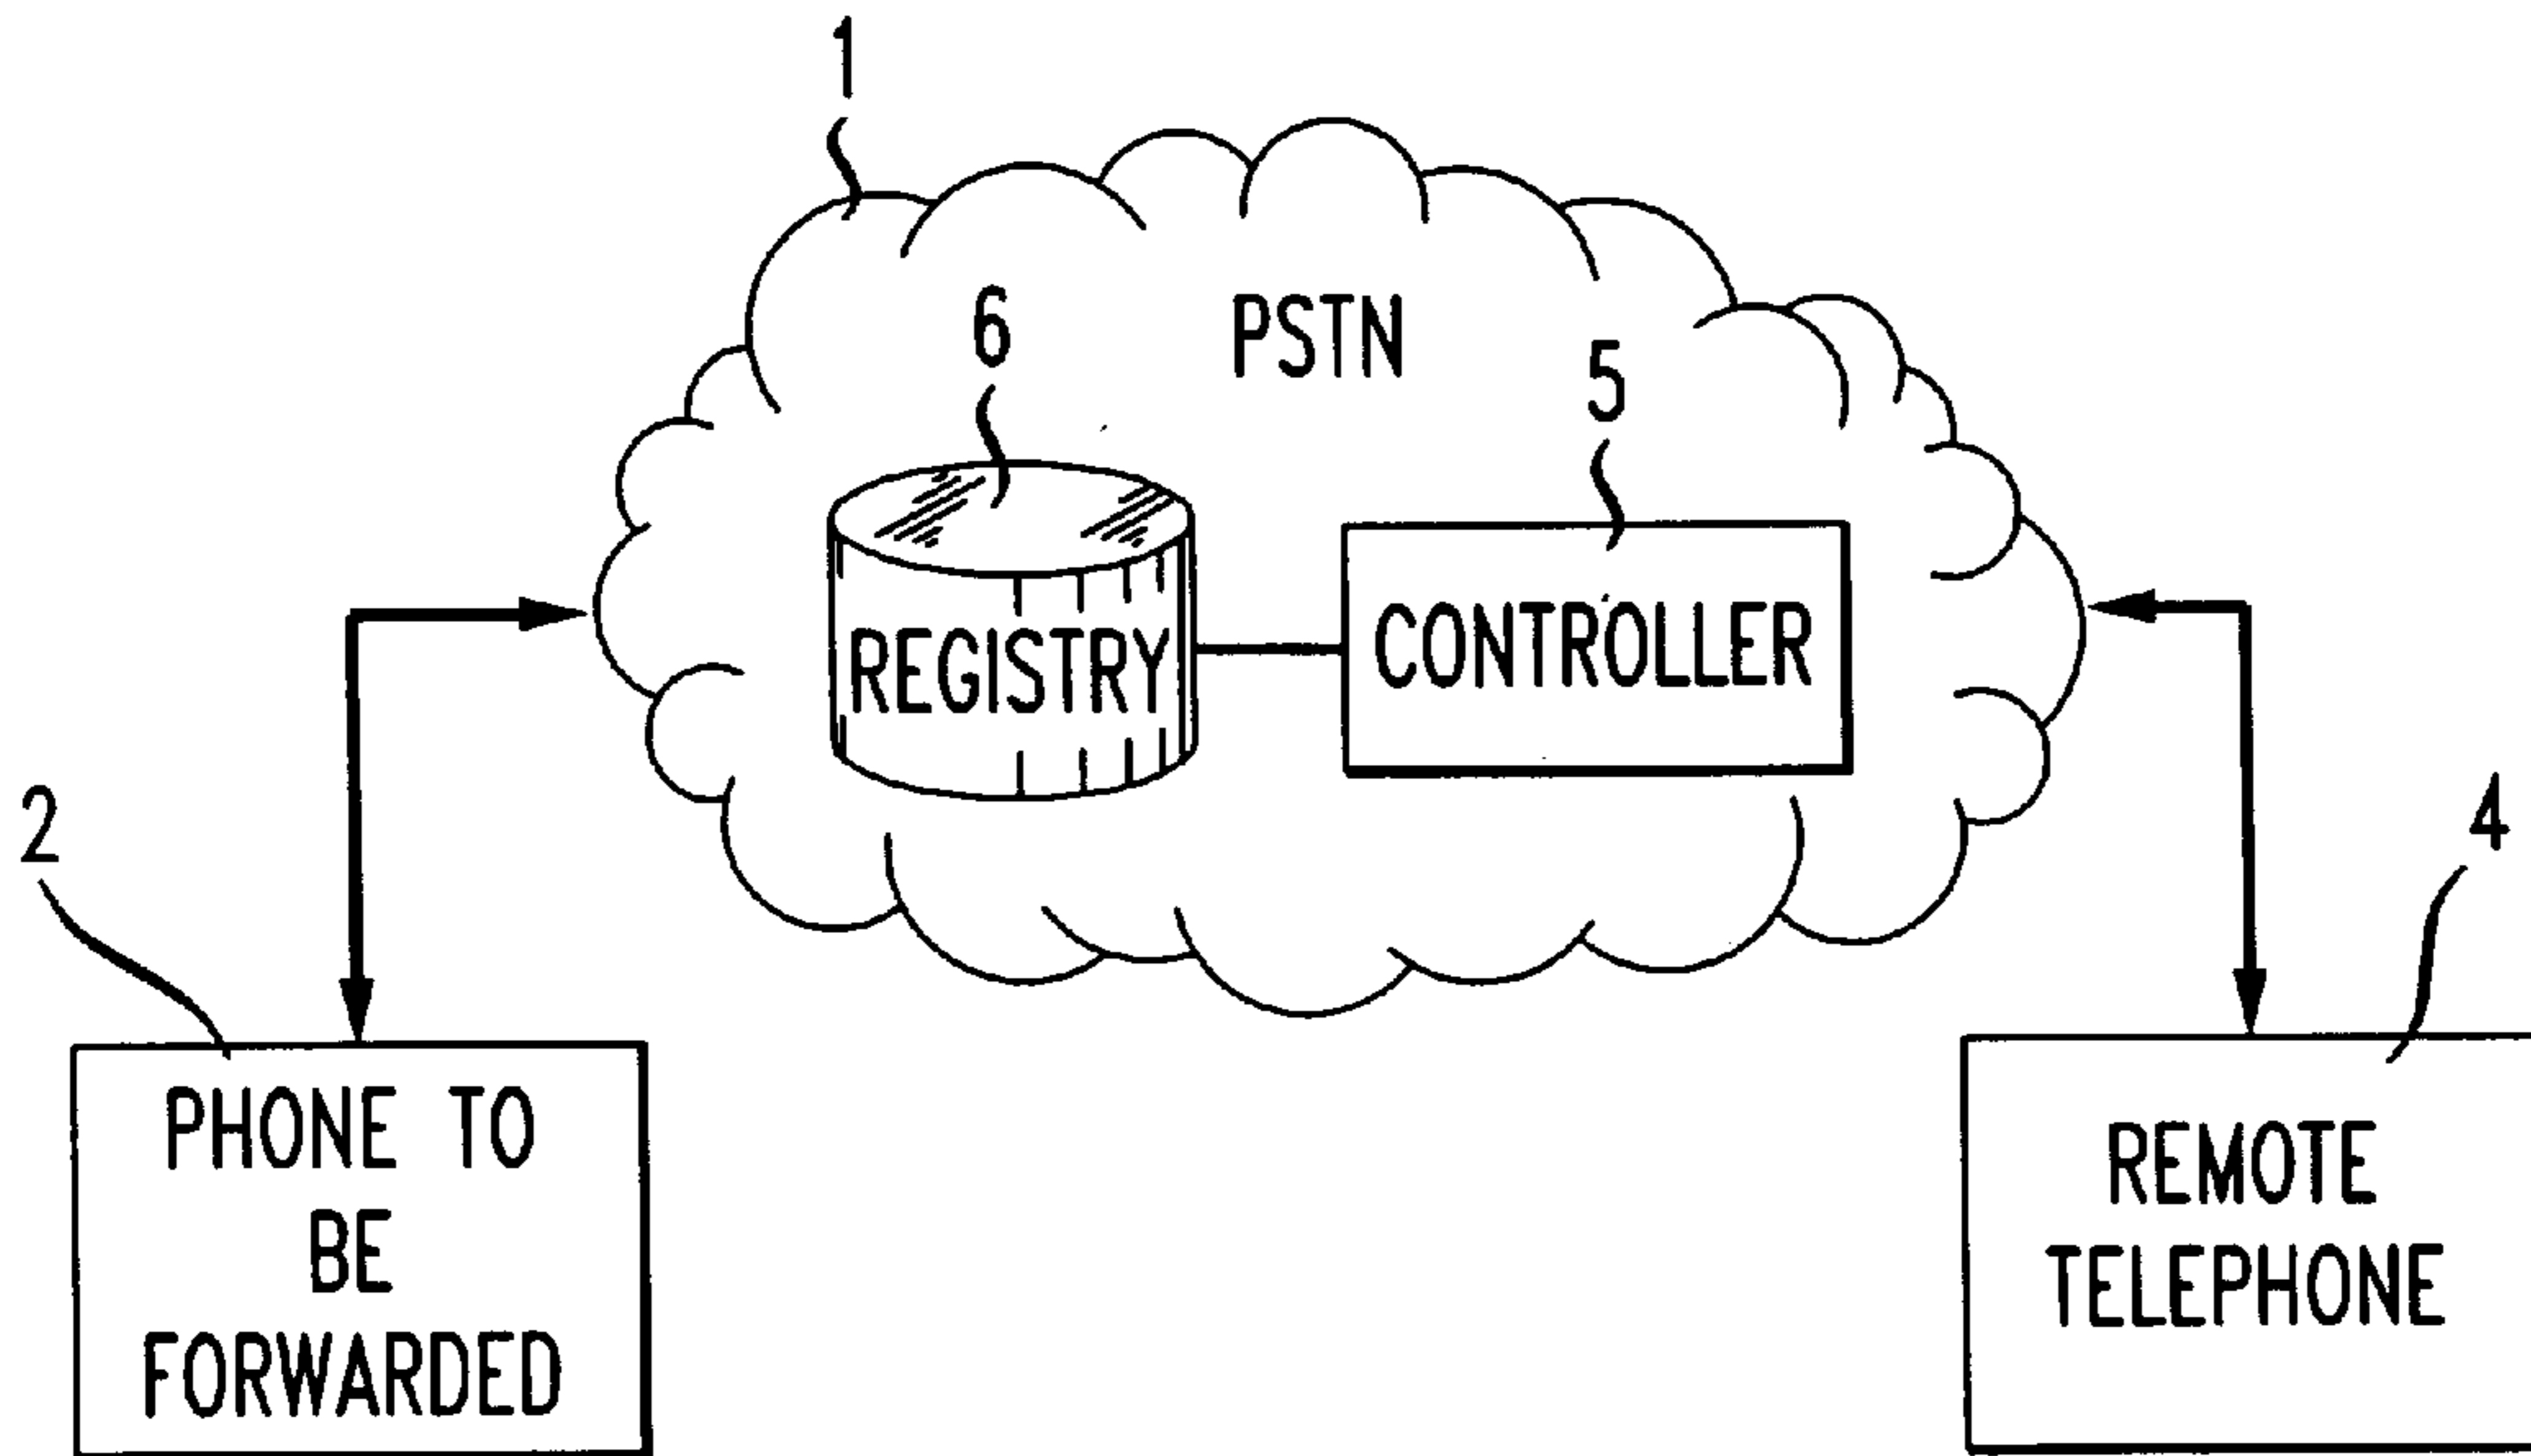 1
PSTN
6
5
REGISTRY
CONTROLLER
2
4
PHONE TO
BE
FORWARDED
REMOTE
TELEPHONE